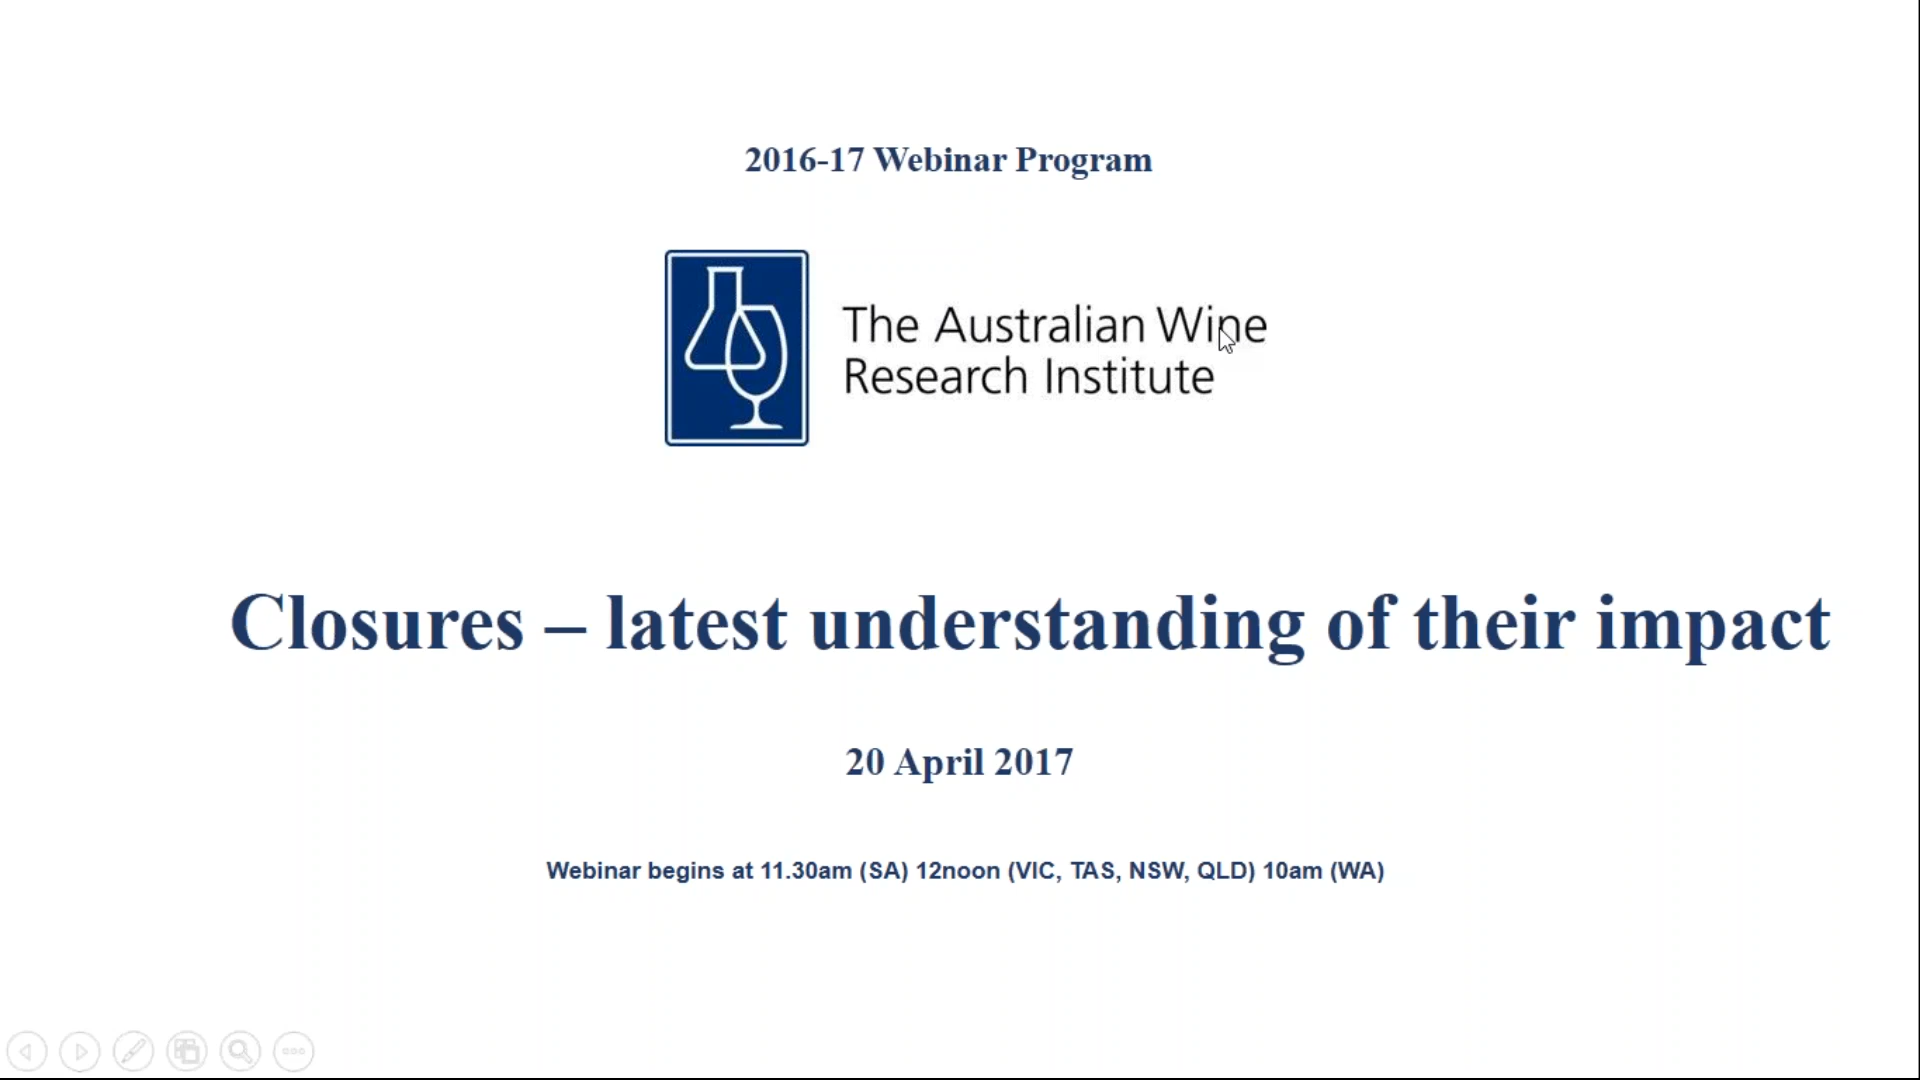 2016-17 Webinar Program
The Australian Wine
Research Institute
Closures – latest understanding of their impact
20 April 2017
Webinar begins at 11.30am (SA) 12noon (VIC, TAS, NSW, QLD) 10am (WA)